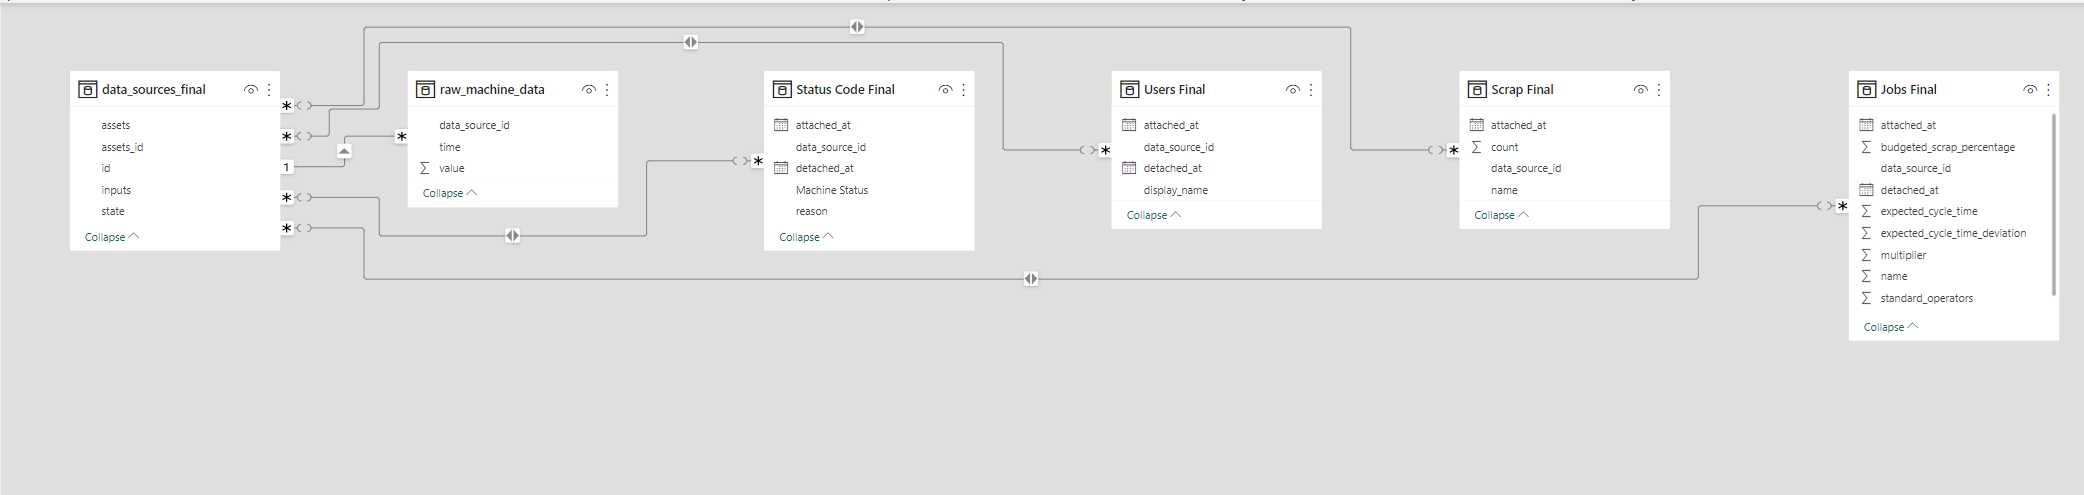 data_sources_final
assets
assets_id
id
inputs
state
Collapse
*
*
1
*
*
raw_machine_data
data_source_id
time
value
Collapse
*
Status Code Final
attached_at
data_source_id
detached_at
Machine Status
reason
Collapse
*
Users Final
attached_at
data_source_id
detached_at
display_name
Collapse
*
Scrap Final
attached_at
count
data_source_id
name
Collapse
*
Jobs Final
attached_at
budgeted_scrap_percentage
data_source_id
detached_at
expected_cycle_time
expected_cycle_time_deviation
multiplier
name
standard_operators
Collapse
*